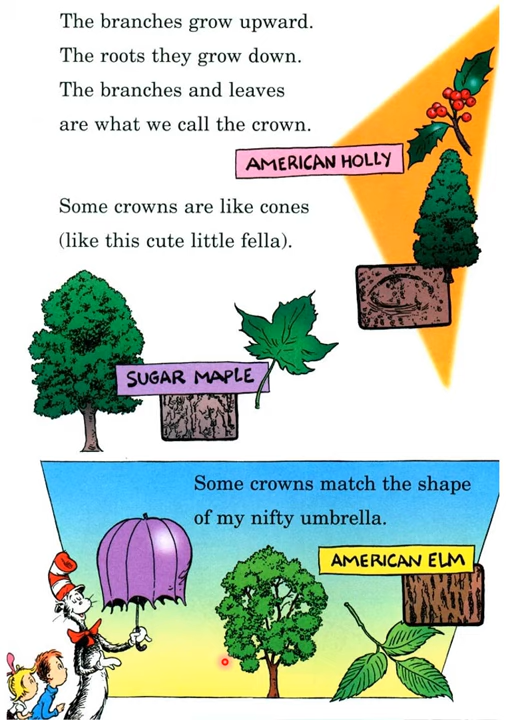 The branches grow upward.
The roots they grow down.
The branches and leaves
are what we call the crown.
AMERICAN HOLLY
Some crowns are like cones
(like this cute little fella).
SUGAR MAPLE
Some crowns match the shape
of my nifty umbrella.
AMERICAN ELM